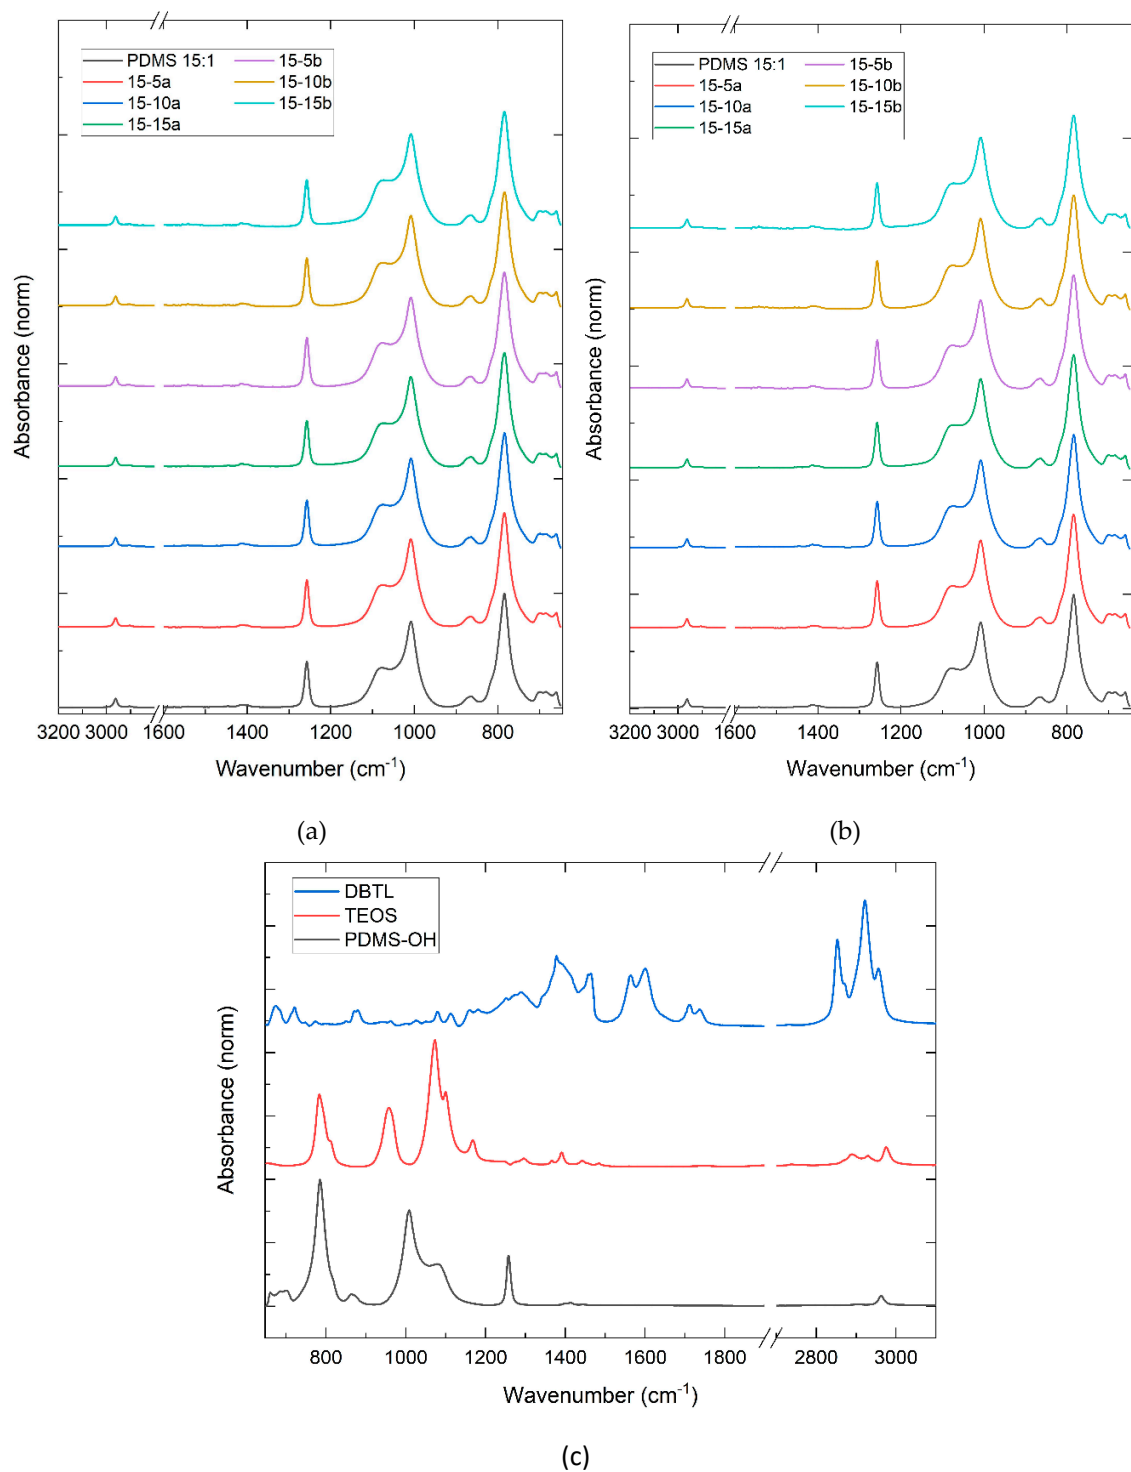 PDMS 15:1
15-5a
15-10a
15-15a
15-5b
15-10b
15-15b
Absorbance (norm)
3200 3000 1600 1400 1200 1000 800
Wavenumber (cm⁻¹)
(a)
PDMS 15:1
15-5a
15-10a
15-15a
15-5b
15-10b
15-15b
Absorbance (norm)
3200 3000 1600 1400 1200 1000 800
Wavenumber (cm⁻¹)
(b)
DBTL
TEOS
PDMS-OH
Absorbance (norm)
800 1000 1200 1400 1600 1800 2800 3000
Wavenumber (cm⁻¹)
(c)